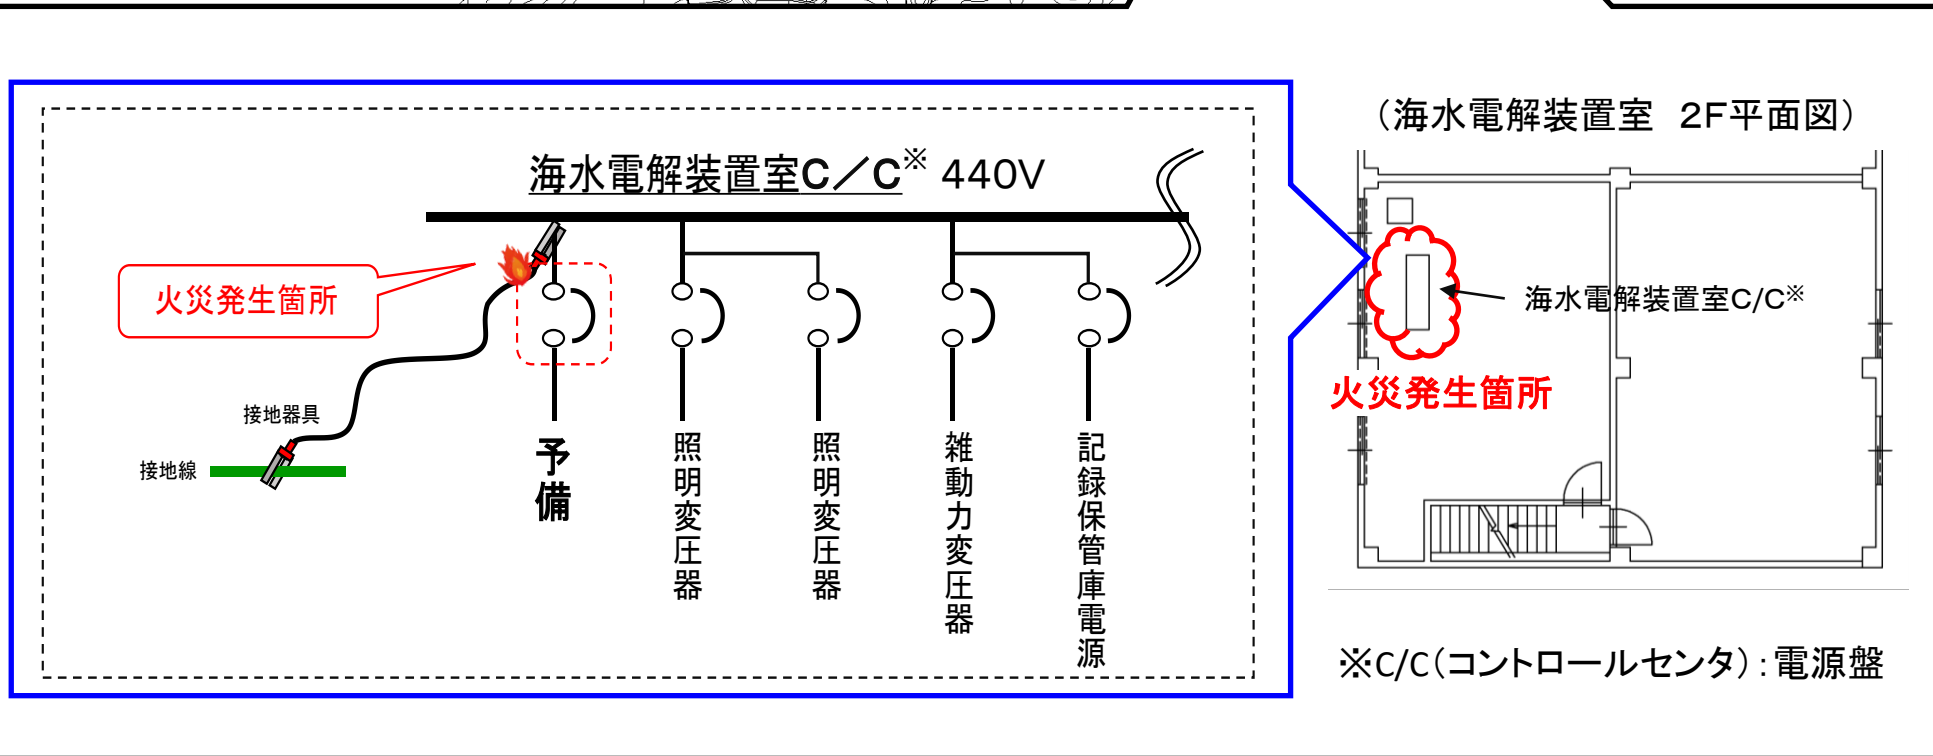 海水電解装置室C／C※ 440V
火災発生箇所
接地器具
接地線
予備
照明変圧器
照明変圧器
雑動力変圧器
記録保管庫電源
（海水電解装置室　2F平面図）
海水電解装置室C/C※
火災発生箇所
※C/C（コントロールセンタ）：電源盤